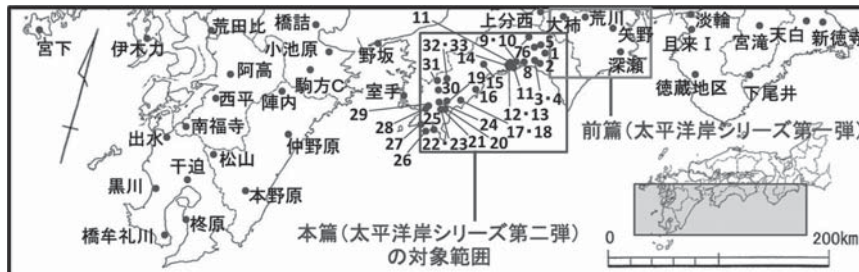 宮下
伊木力
荒田比
橋詰
小池原
野坂
阿高
駒方C
西平
陣内
室手
出水
南福寺
仲野原
松山
干迫
黒川
本野原
柊原
橋牟礼川
11
上分西
大柿
荒川
矢野
深瀬
淡輪
且来Ⅰ
宮滝
天白
新徳寺
徳蔵地区
下尾井
9・10
5
1
2
76
8
32・33
14
31
19
15
30
16
29
11
3・4
12・13
17・18
25
28
24
27
26
22・23
21
20
前篇(太平洋岸シリーズ第一弾)
本篇(太平洋岸シリーズ第二弾)
の対象範囲
0
200km